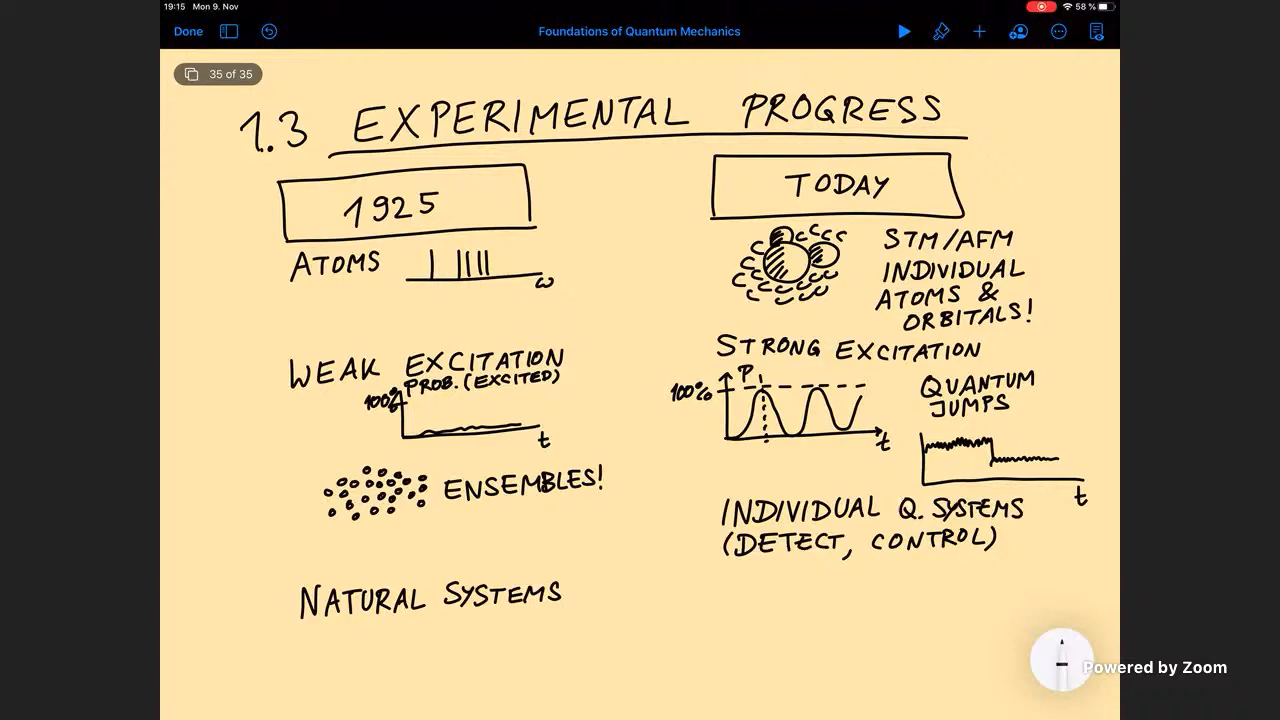 19:15 Mon 9. Nov
58 %
Done
Foundations of Quantum Mechanics
35 of 35
1.3 EXPERIMENTAL PROGRESS
1925
ATOMS
ω
WEAK EXCITATION
PROB. (EXCITED)
100%
t
ENSEMBLES!
NATURAL SYSTEMS
TODAY
STM/AFM
INDIVIDUAL
ATOMS &
ORBITALS!
STRONG EXCITATION
P
100%
t
QUANTUM
JUMPS
t
INDIVIDUAL Q. SYSTEMS
(DETECT, CONTROL)
Powered by Zoom